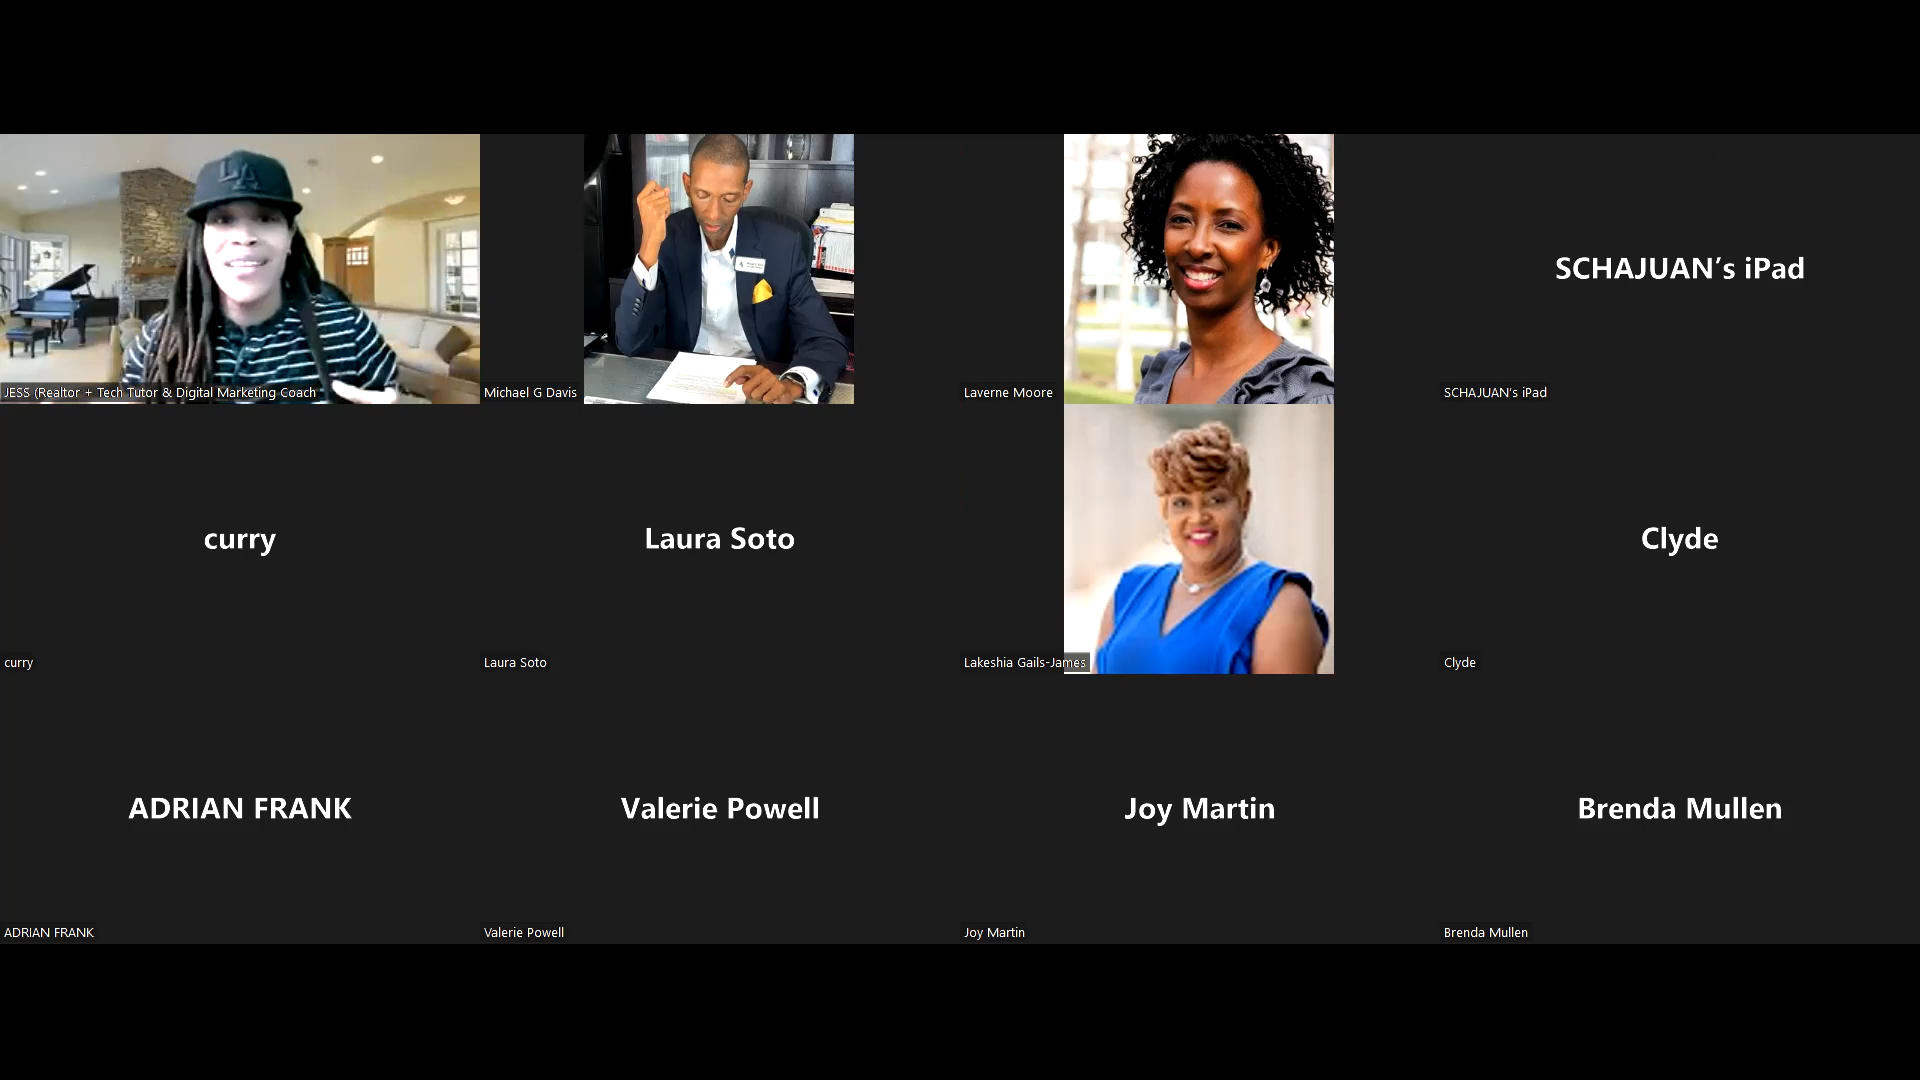 LA
JESS (Realtor + Tech Tutor & Digital Marketing Coach
Michael G Davis
Laverne Moore
SCHAJUAN’s iPad
SCHAJUAN's iPad
curry
Laura Soto
Clyde
curry
Laura Soto
Lakeshia Gails-James
Clyde
ADRIAN FRANK
Valerie Powell
Joy Martin
Brenda Mullen
ADRIAN FRANK
Valerie Powell
Joy Martin
Brenda Mullen